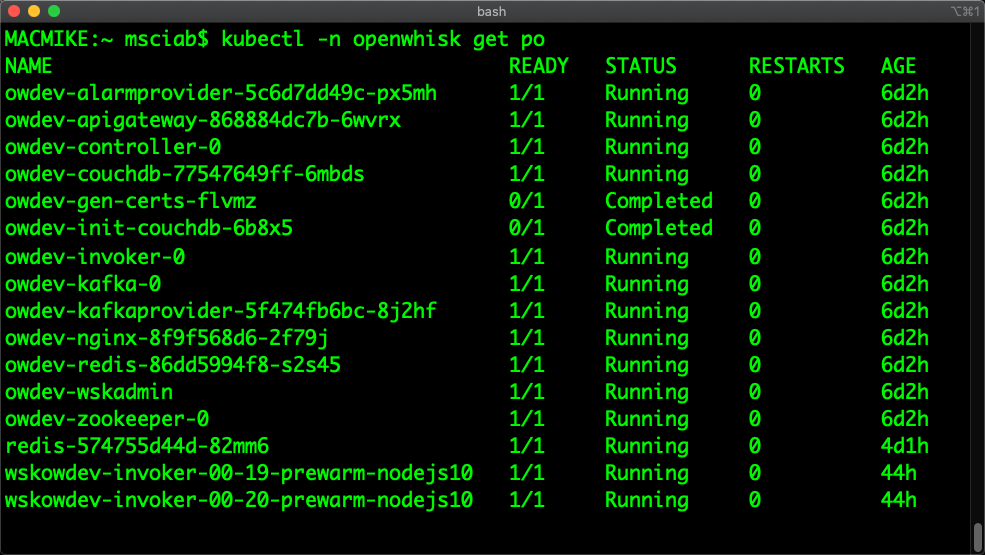 bash
⌥⌘1
MACMIKE:~ msciab$ kubectl -n openwhisk get po
NAME READY STATUS RESTARTS AGE
owdev-alarmprovider-5c6d7dd49c-px5mh 1/1 Running 0 6d2h
owdev-apigateway-868884dc7b-6wvrx 1/1 Running 0 6d2h
owdev-controller-0 1/1 Running 0 6d2h
owdev-couchdb-77547649ff-6mbds 1/1 Running 0 6d2h
owdev-gen-certs-flvmz 0/1 Completed 0 6d2h
owdev-init-couchdb-6b8x5 0/1 Completed 0 6d2h
owdev-invoker-0 1/1 Running 0 6d2h
owdev-kafka-0 1/1 Running 0 6d2h
owdev-kafkaprovider-5f474fb6bc-8j2hf 1/1 Running 0 6d2h
owdev-nginx-8f9f568d6-2f79j 1/1 Running 0 6d2h
owdev-redis-86dd5994f8-s2s45 1/1 Running 0 6d2h
owdev-wskadmin 1/1 Running 0 6d2h
owdev-zookeeper-0 1/1 Running 0 6d2h
redis-574755d44d-82mm6 1/1 Running 0 4d1h
wskowdev-invoker-00-19-prewarm-nodejs10 1/1 Running 0 44h
wskowdev-invoker-00-20-prewarm-nodejs10 1/1 Running 0 44h